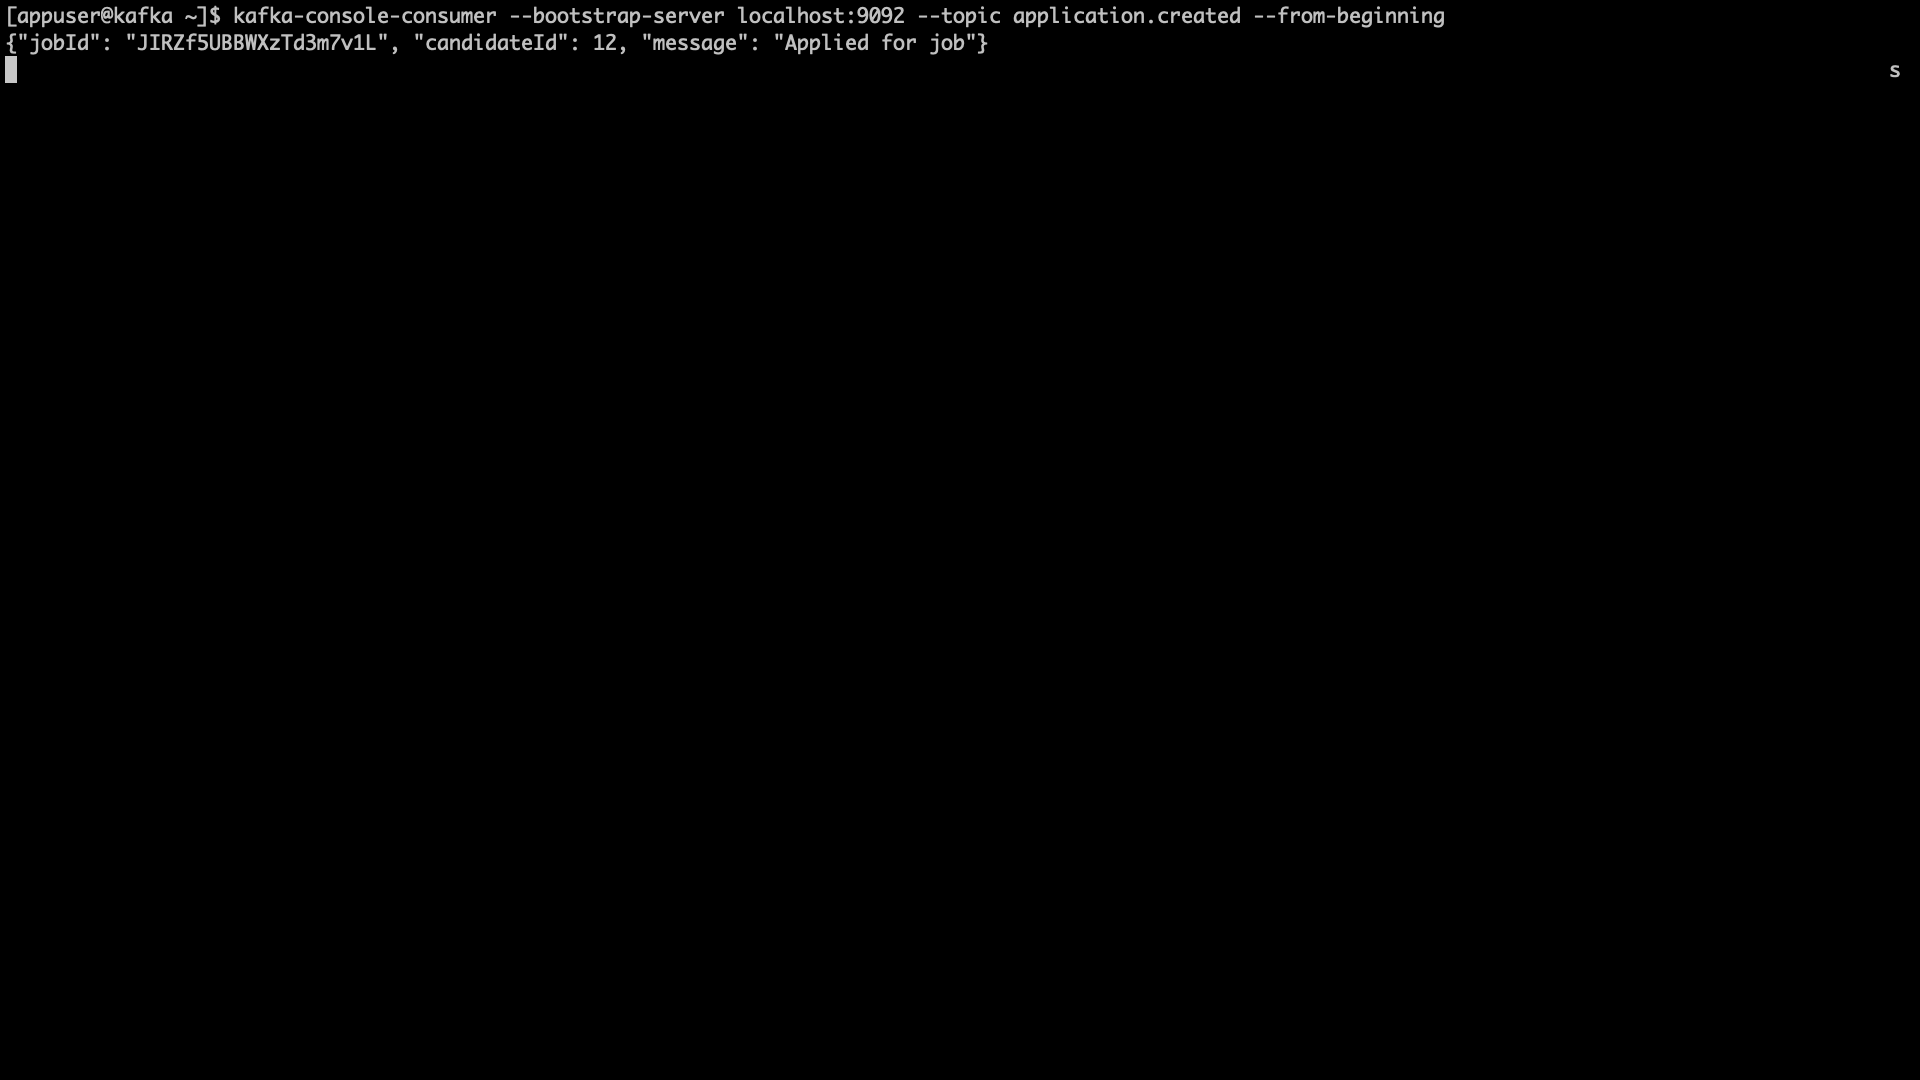 [appuser@kafka ~]$ kafka-console-consumer --bootstrap-server localhost:9092 --topic application.created --from-beginning
{"jobId": "JIRZf5UBBWXzTd3m7v1L", "candidateId": 12, "message": "Applied for job"}
s